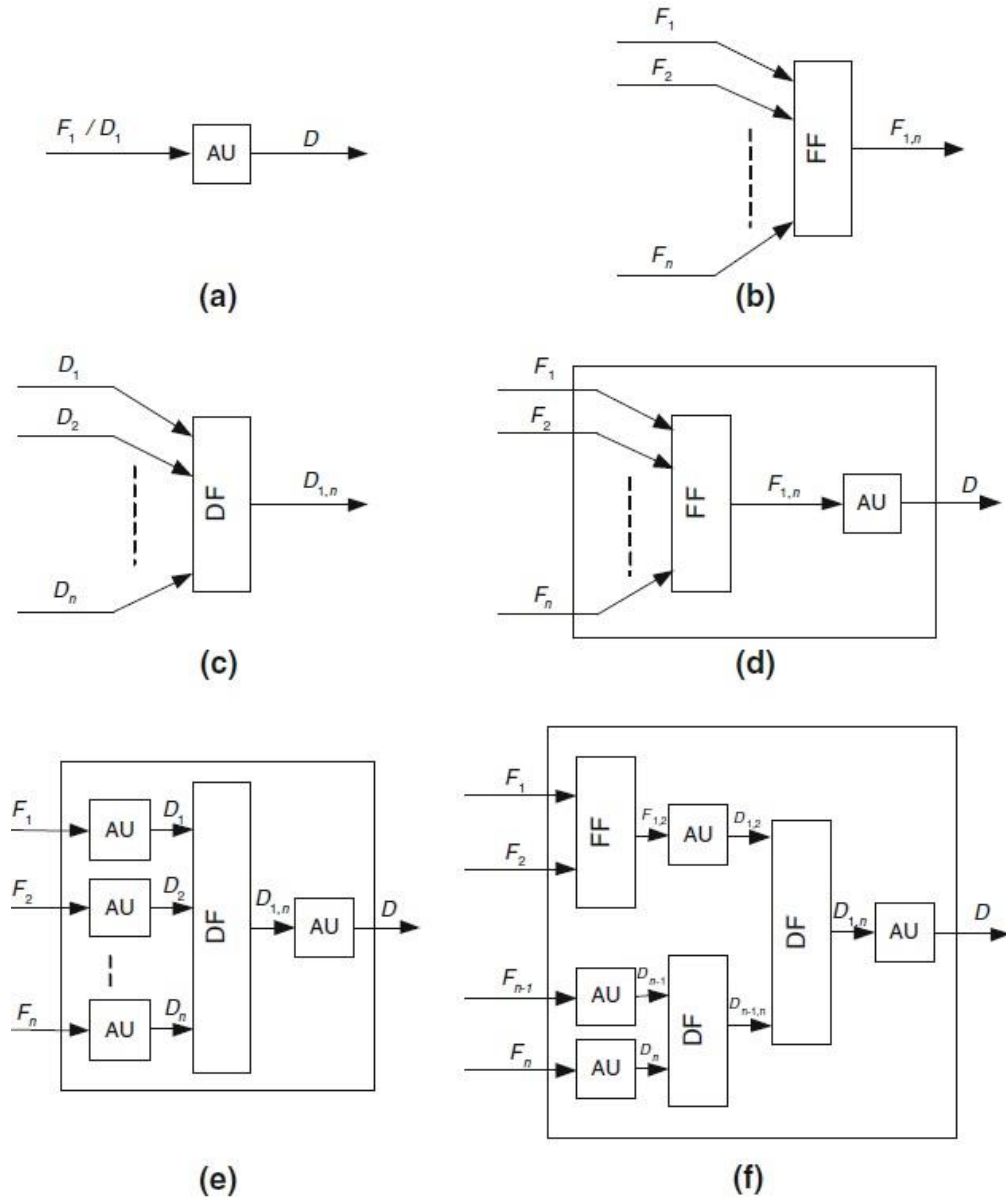 F1 / D1
AU
D
(a)
F1
F2
Fn
FF
F1,n
(b)
D1
D2
Dn
DF
D1,n
(c)
F1
F2
Fn
FF
F1,n
AU
D
(d)
F1
AU
D1
F2
AU
D2
Fn
AU
Dn
DF
D1,n
AU
D
(e)
F1
F2
FF
F1,2
AU
D1,2
Fn-1
AU
Dn-1
Fn
AU
Dn
DF
Dn-1,n
DF
D1,n
AU
D
(f)